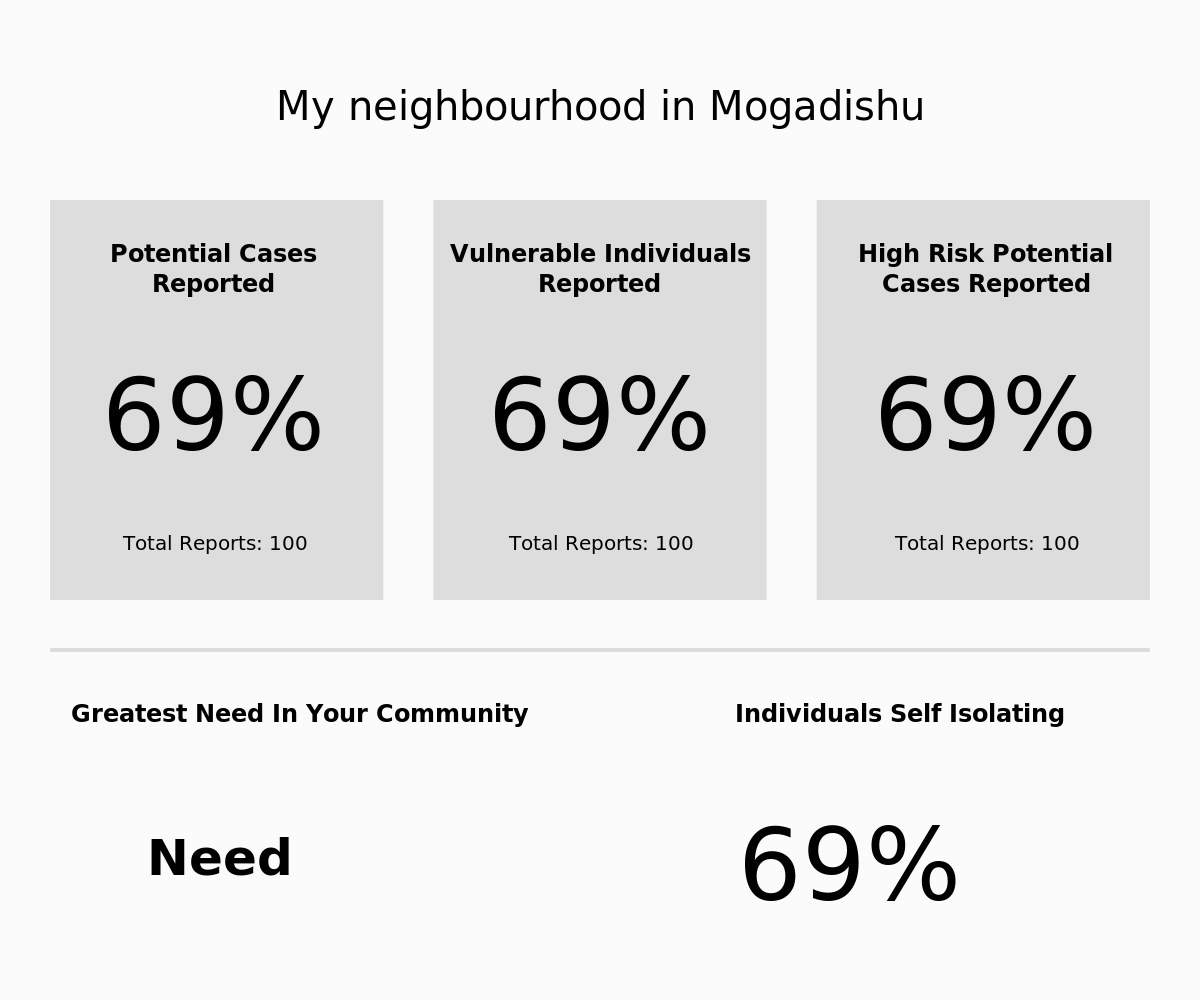 My neighbourhood in Mogadishu
Potential Cases
Reported
69%
Total Reports: 100
Vulnerable Individuals
Reported
69%
Total Reports: 100
High Risk Potential
Cases Reported
69%
Total Reports: 100
Greatest Need In Your Community
Need
Individuals Self Isolating
69%